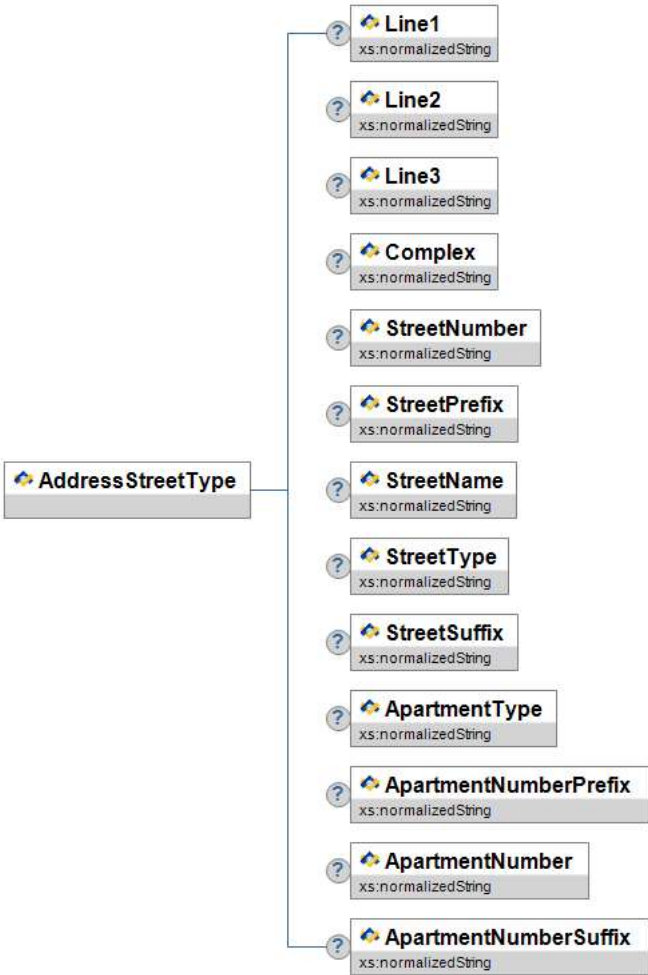 ? Line1
xs:normalizedString
? Line2
xs:normalizedString
? Line3
xs:normalizedString
? Complex
xs:normalizedString
? StreetNumber
xs:normalizedString
? StreetPrefix
xs:normalizedString
AddressStreetType
? StreetName
xs:normalizedString
? StreetType
xs:normalizedString
? StreetSuffix
xs:normalizedString
? ApartmentType
xs:normalizedString
? ApartmentNumberPrefix
xs:normalizedString
? ApartmentNumber
xs:normalizedString
? ApartmentNumberSuffix
xs:normalizedString